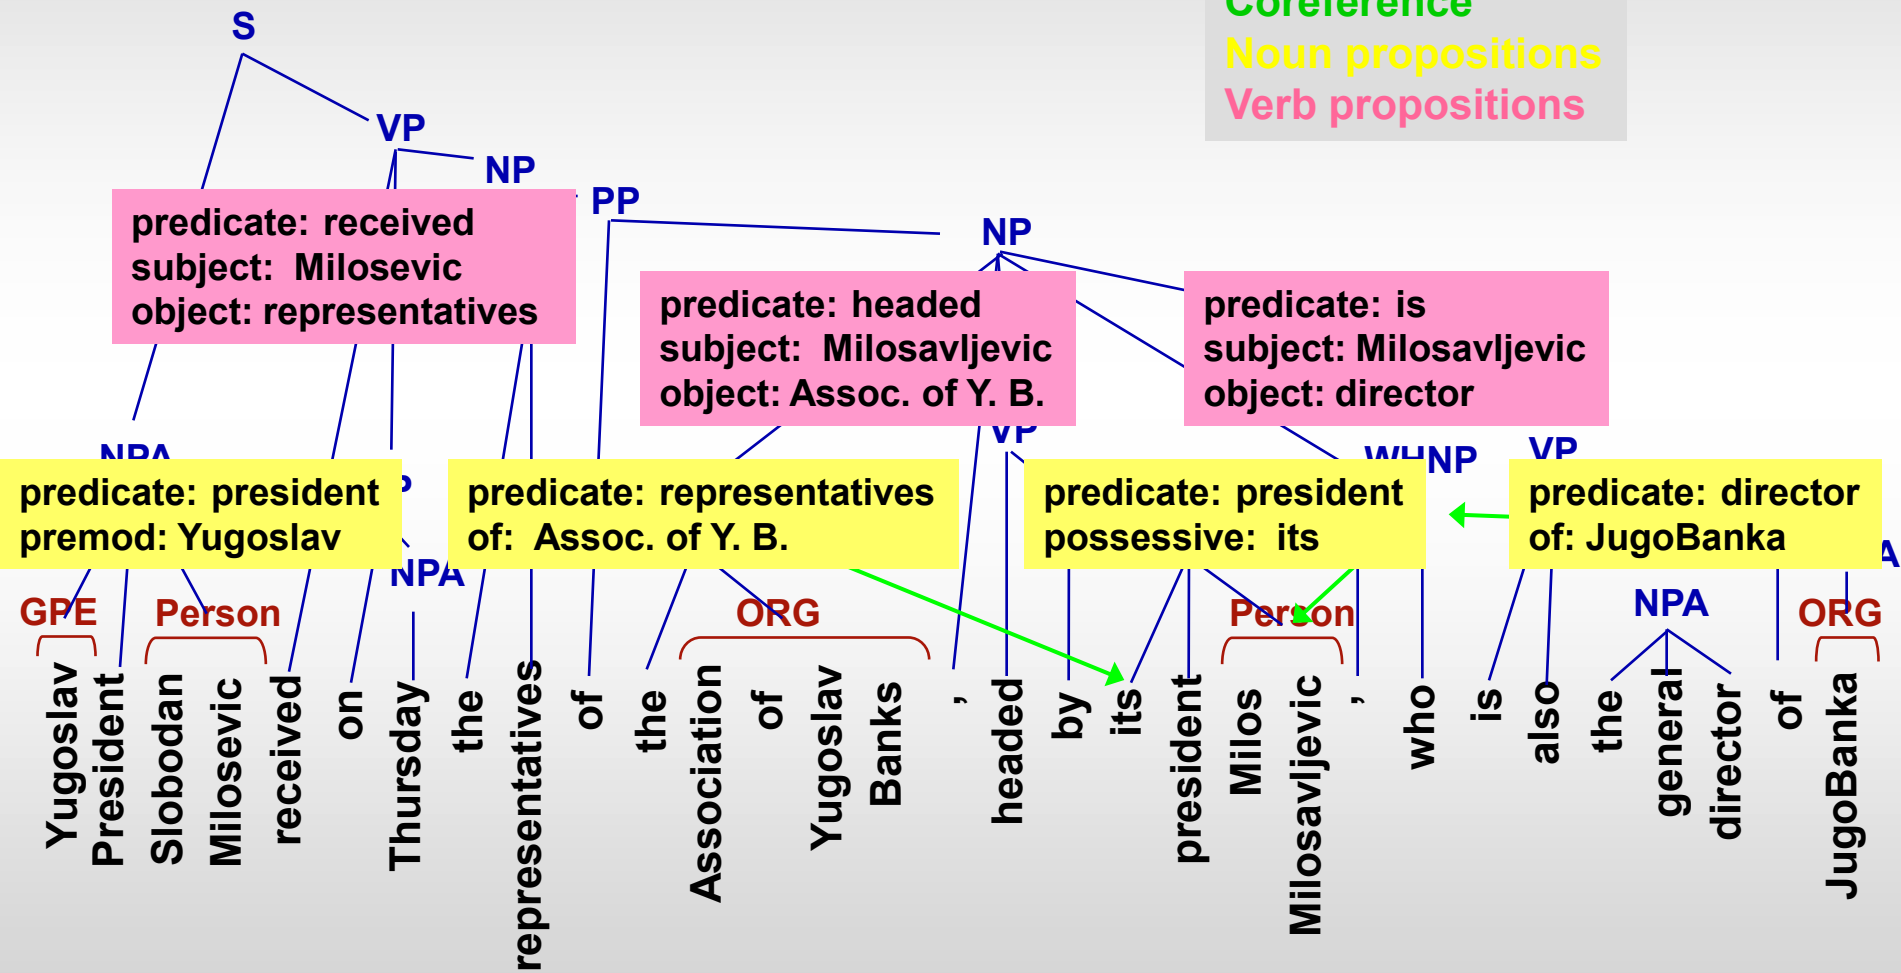 S
Coreference
Noun propositions
Verb propositions
VP
NP
PP
NP
predicate: received
subject: Milosevic
object: representatives
predicate: headed
subject: Milosavljevic
object: Assoc. of Y. B.
predicate: is
subject: Milosavljevic
object: director
VP
NPA
WHNP
VP
predicate: president
premod: Yugoslav
predicate: representatives
of: Assoc. of Y. B.
predicate: president
possessive: its
predicate: director
of: JugoBanka
NPA
NPA
GPE
Person
ORG
Person
ORG
Yugoslav
President
Slobodan
Milosevic
received
on
Thursday
the
representatives
of
the
Association
of
Yugoslav
Banks
,
headed
by
its
president
Milos
Milosavljevic
,
who
is
also
the
general
director
of
JugoBanka